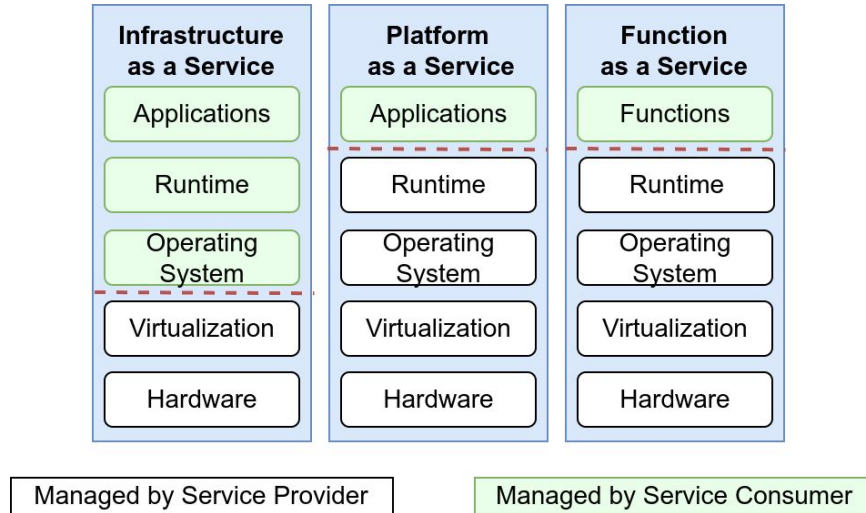 Infrastructure
as a Service
Applications
Runtime
Operating
System
Virtualization
Hardware
Platform
as a Service
Applications
Runtime
Operating
System
Virtualization
Hardware
Function
as a Service
Functions
Runtime
Operating
System
Virtualization
Hardware
Managed by Service Provider
Managed by Service Consumer